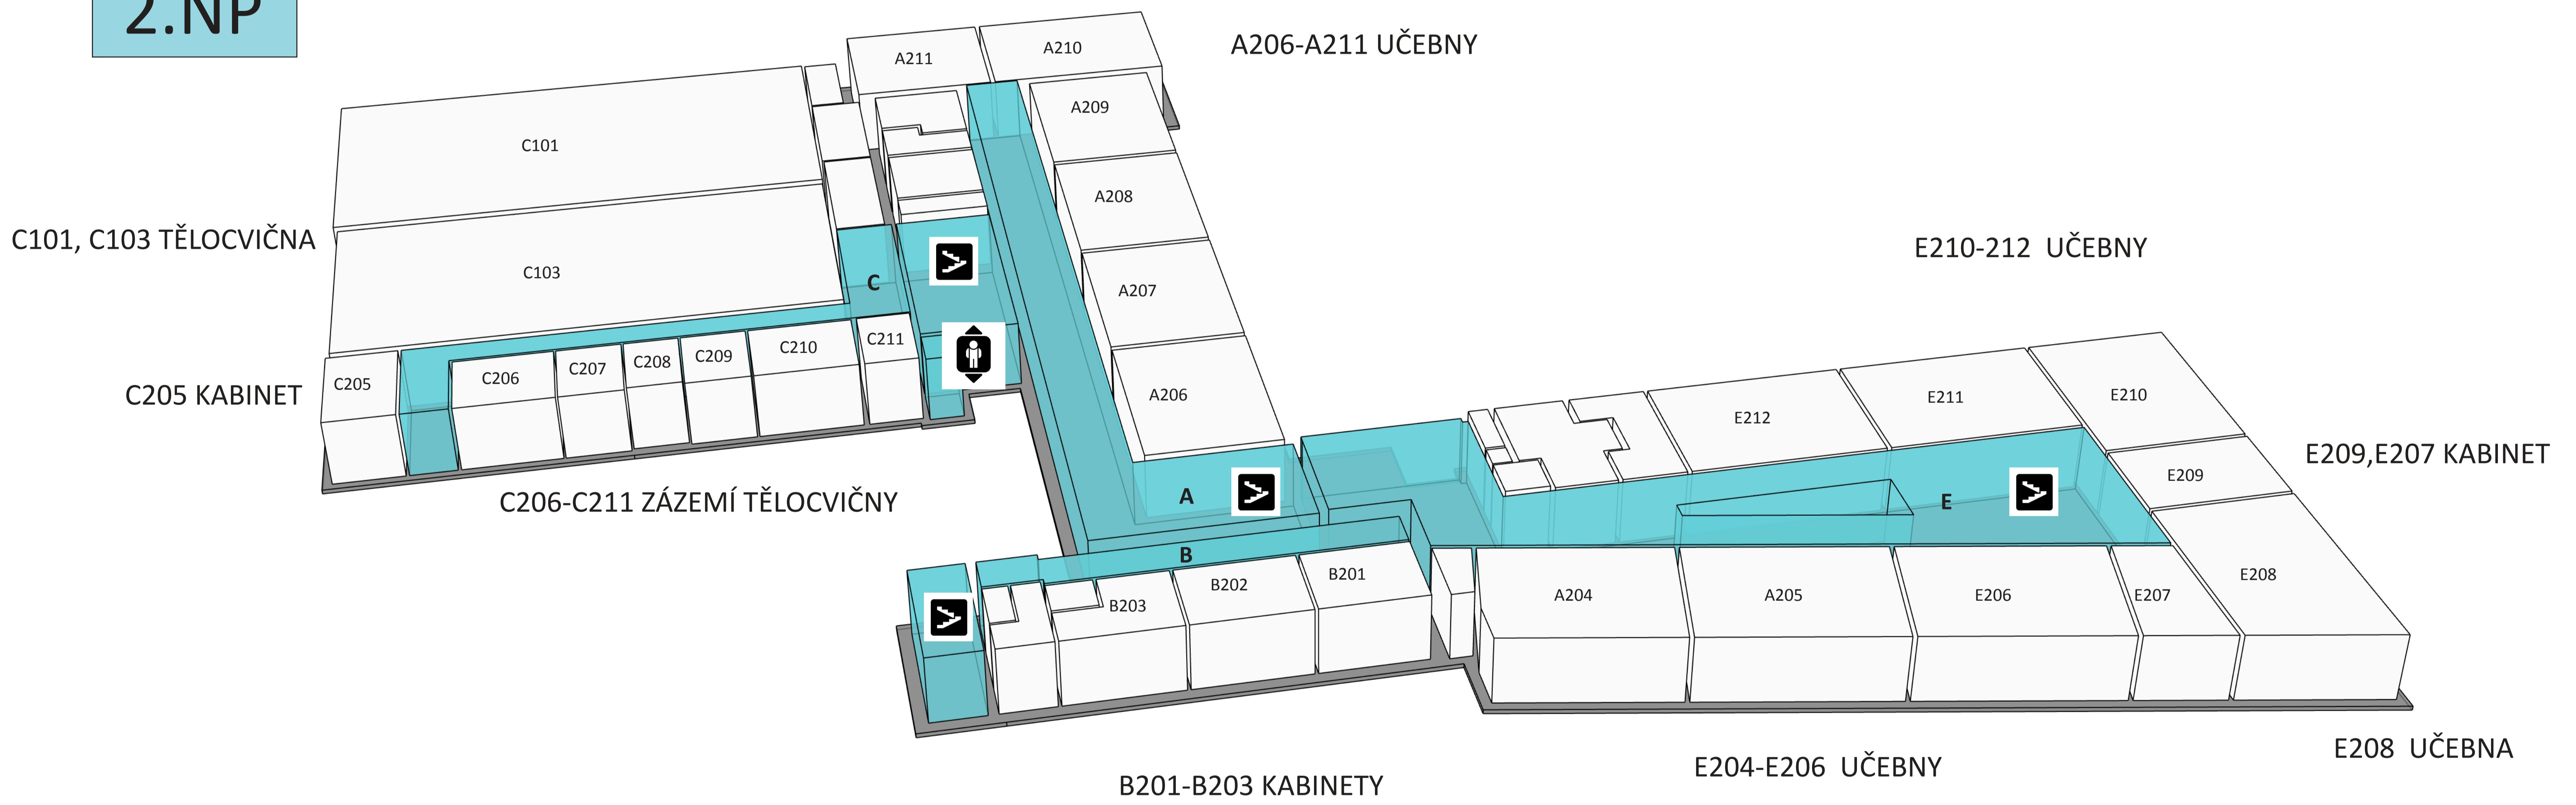 2.NP
A206-A211 UČEBNY
A211
A210
A209
A208
A207
A206
C101
C103
C101, C103 TĚLOCVIČNA
C
C205 KABINET
C205
C206
C207
C208
C209
C210
C211
C206-C211 ZÁZEMÍ TĚLOCVIČNY
A
B
B203
B202
B201
B201-B203 KABINETY
E210-212 UČEBNY
E212
E211
E210
E209
E209,E207 KABINET
E
A204
A205
E206
E207
E208
E204-E206 UČEBNY
E208 UČEBNA